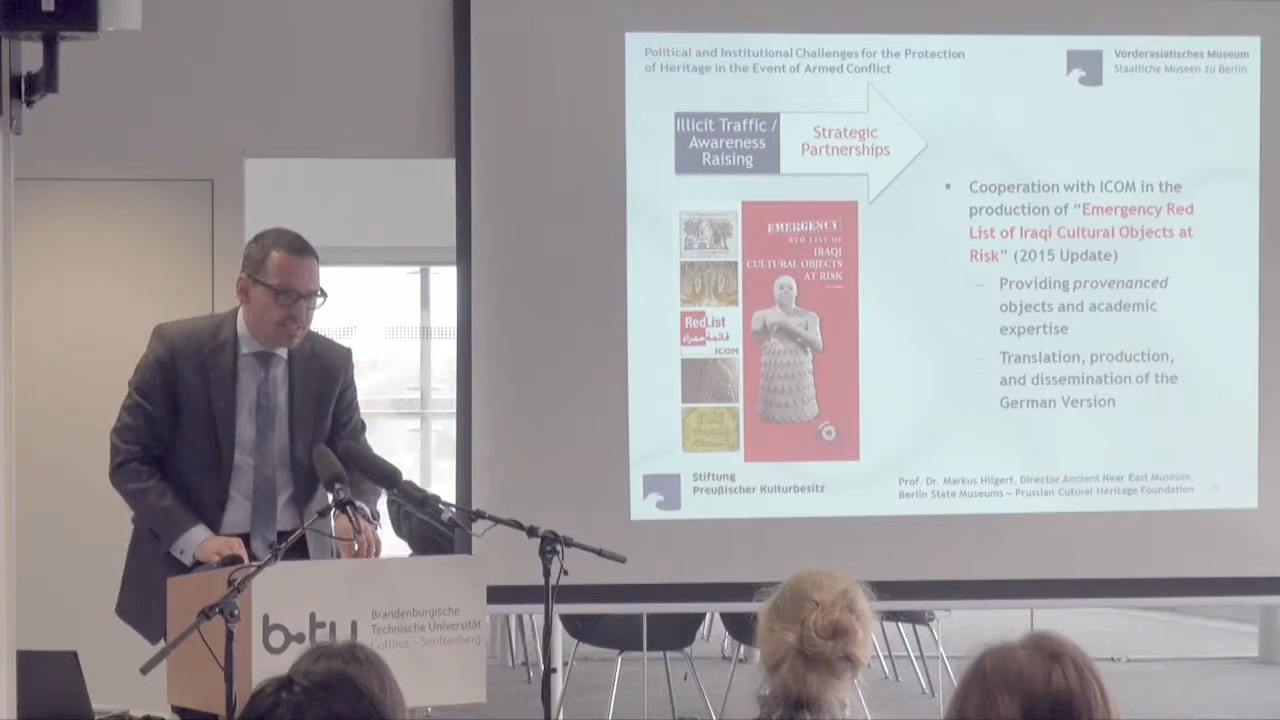 Political and Institutional Challenges for the Protection
of Heritage in the Event of Armed Conflict
Vorderasiatisches Museum
Staatliche Museen zu Berlin
Illicit Traffic /
Awareness
Raising
Strategic
Partnerships
EMERGENCY
RED LIST OF
IRAQI
CULTURAL OBJECTS
AT RISK
RedList
قائمة حمراء
ICOM
▪ Cooperation with ICOM in the
production of “Emergency Red
List of Iraqi Cultural Objects at
Risk” (2015 Update)
– Providing provenanced
objects and academic
expertise
– Translation, production,
and dissemination of the
German Version
Stiftung
Preußischer Kulturbesitz
Prof. Dr. Markus Hilgert, Director Ancient Near East Museum,
Berlin State Museums – Prussian Cutural Heritage Foundation
b-tu
Brandenburgische
Technische Universität
Cottbus - Senftenberg